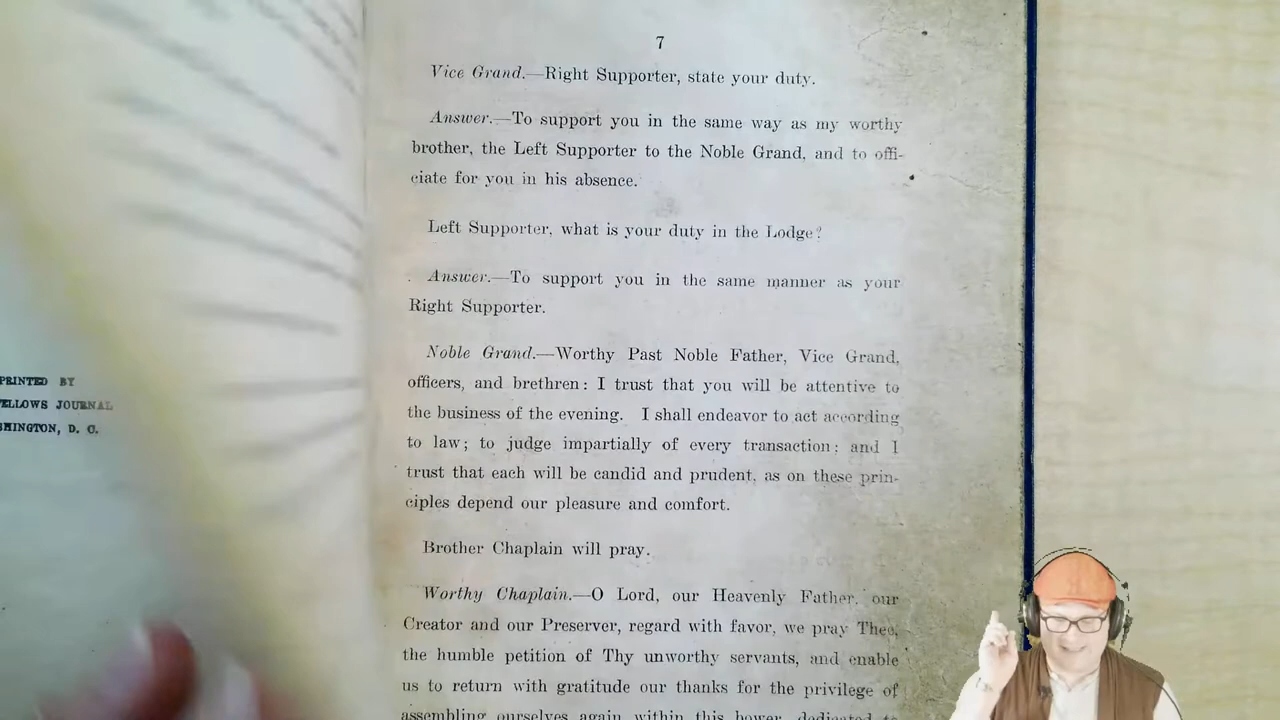 7
Vice Grand.—Right Supporter, state your duty.
Answer.—To support you in the same way as my worthy
brother, the Left Supporter to the Noble Grand, and to offi-
ciate for you in his absence.
Left Supporter, what is your duty in the Lodge?
Answer.—To support you in the same manner as your
Right Supporter.
Noble Grand.—Worthy Past Noble Father, Vice Grand,
officers, and brethren: I trust that you will be attentive to
the business of the evening. I shall endeavor to act according
to law; to judge impartially of every transaction: and I
trust that each will be candid and prudent, as on these prin-
ciples depend our pleasure and comfort.
Brother Chaplain will pray.
Worthy Chaplain.—O Lord, our Heavenly Father, our
Creator and our Preserver, regard with favor, we pray Thee,
the humble petition of Thy unworthy servants, and enable
us to return with gratitude our thanks for the privilege of
assembling ourselves again within this bower, dedicated to
PRINTED BY
ELLOWS JOURNAL
SHINGTON, D. C.